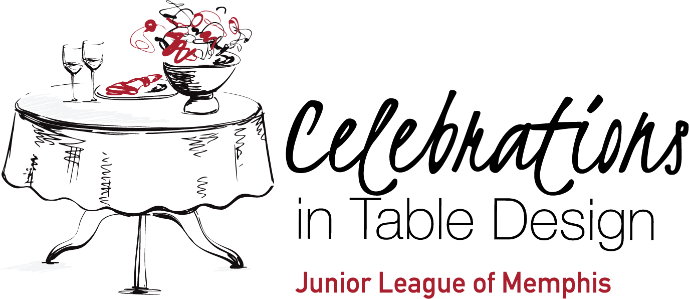 Celebrations
in Table Design
Junior League of Memphis